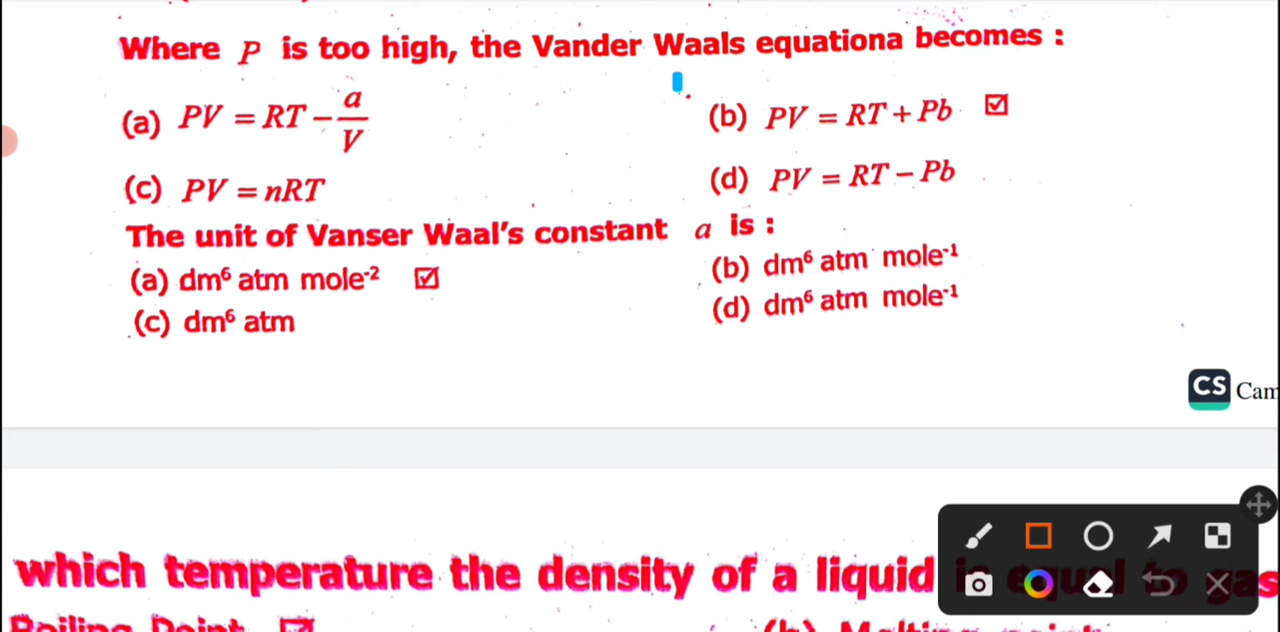 Where P is too high, the Vander Waals equationa becomes :
(a) PV = RT - a/V (b) PV = RT + Pb ☑
(c) PV = nRT (d) PV = RT – Pb
The unit of Vanser Waal's constant a is :
(a) dm⁶ atm mole⁻² ☑ (b) dm⁶ atm mole⁻¹
(c) dm⁶ atm (d) dm⁶ atm mole⁻¹
CS Cam
which temperature the density of a liquid
Boiling Point ☑ (b)